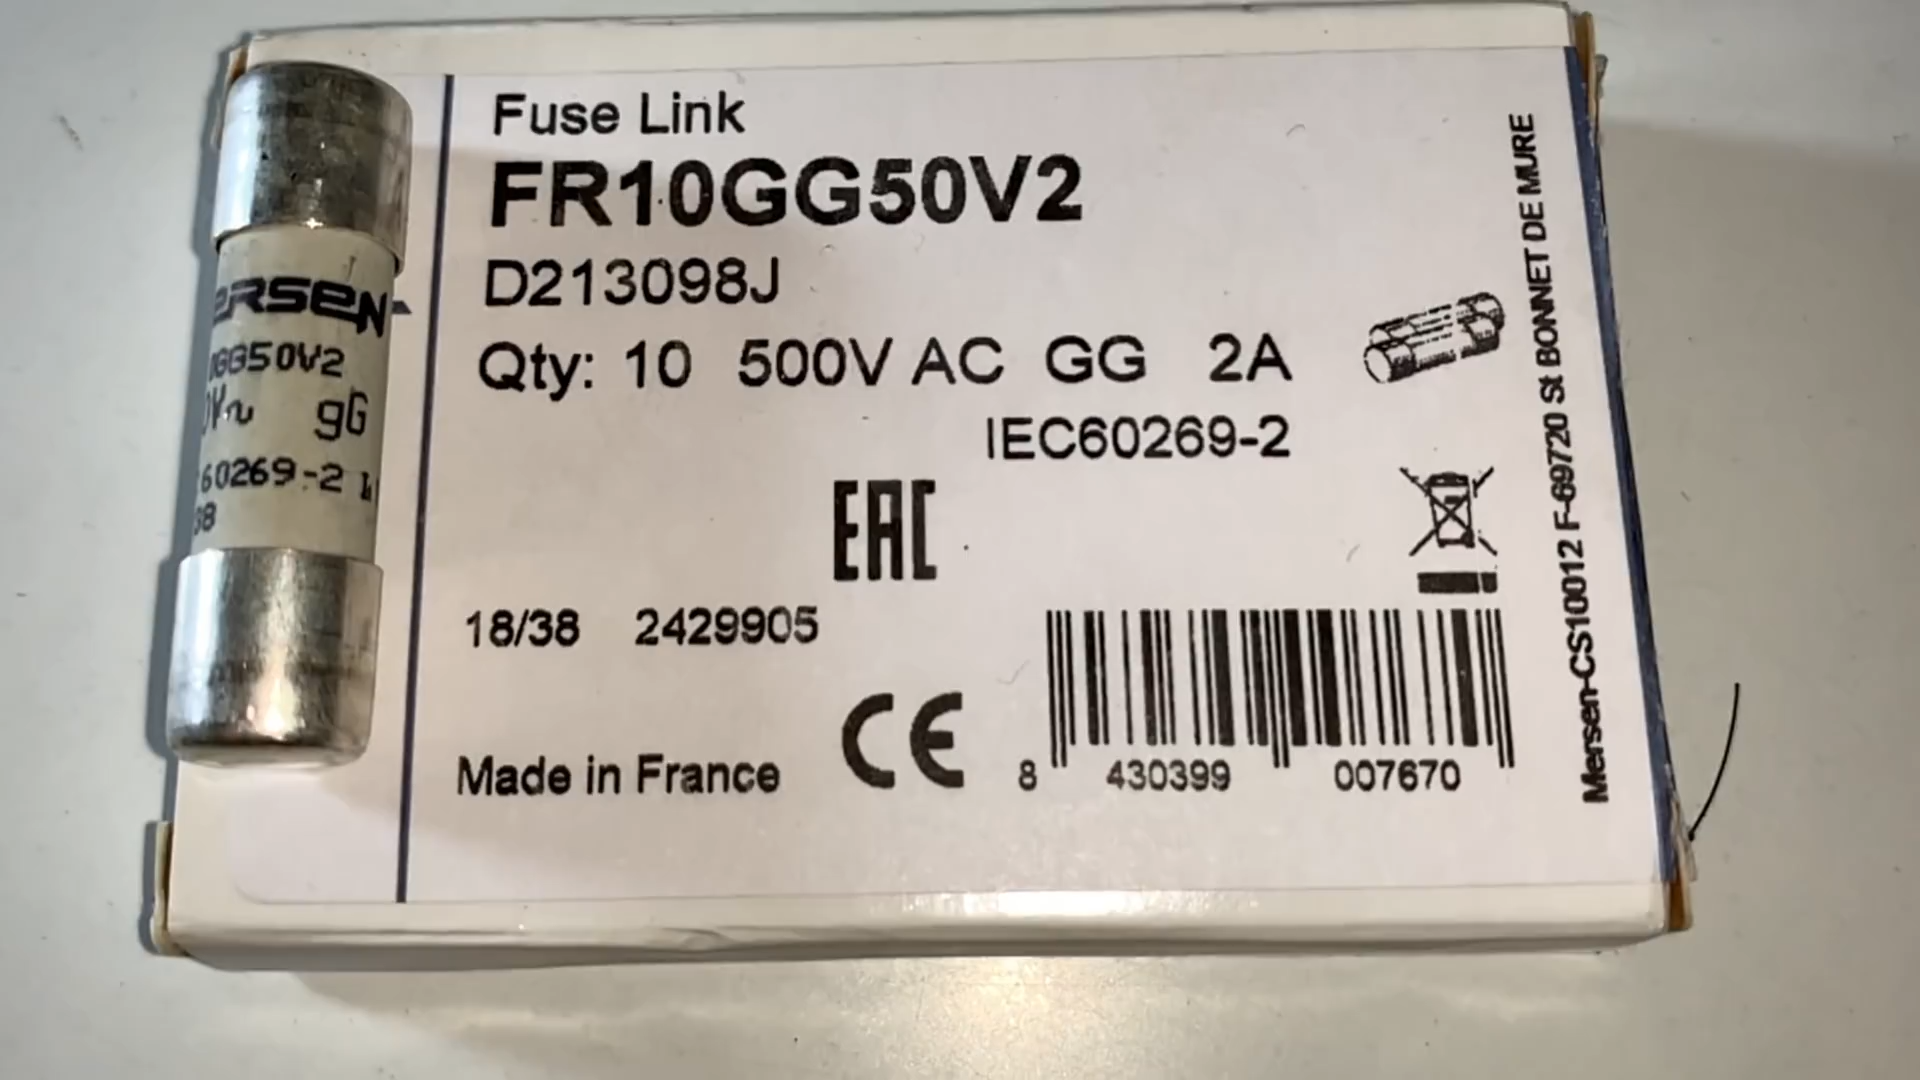 Fuse Link
FR10GG50V2
D213098J
Qty: 10 500V AC GG 2A
IEC60269-2
EAC
18/38 2429905
Made in France
CE
8 430399 007670
Mersen-CS10012 F-69720 St BONNET DE MURE
ERSEN
GG50V2
V~ gG
60269-2
38